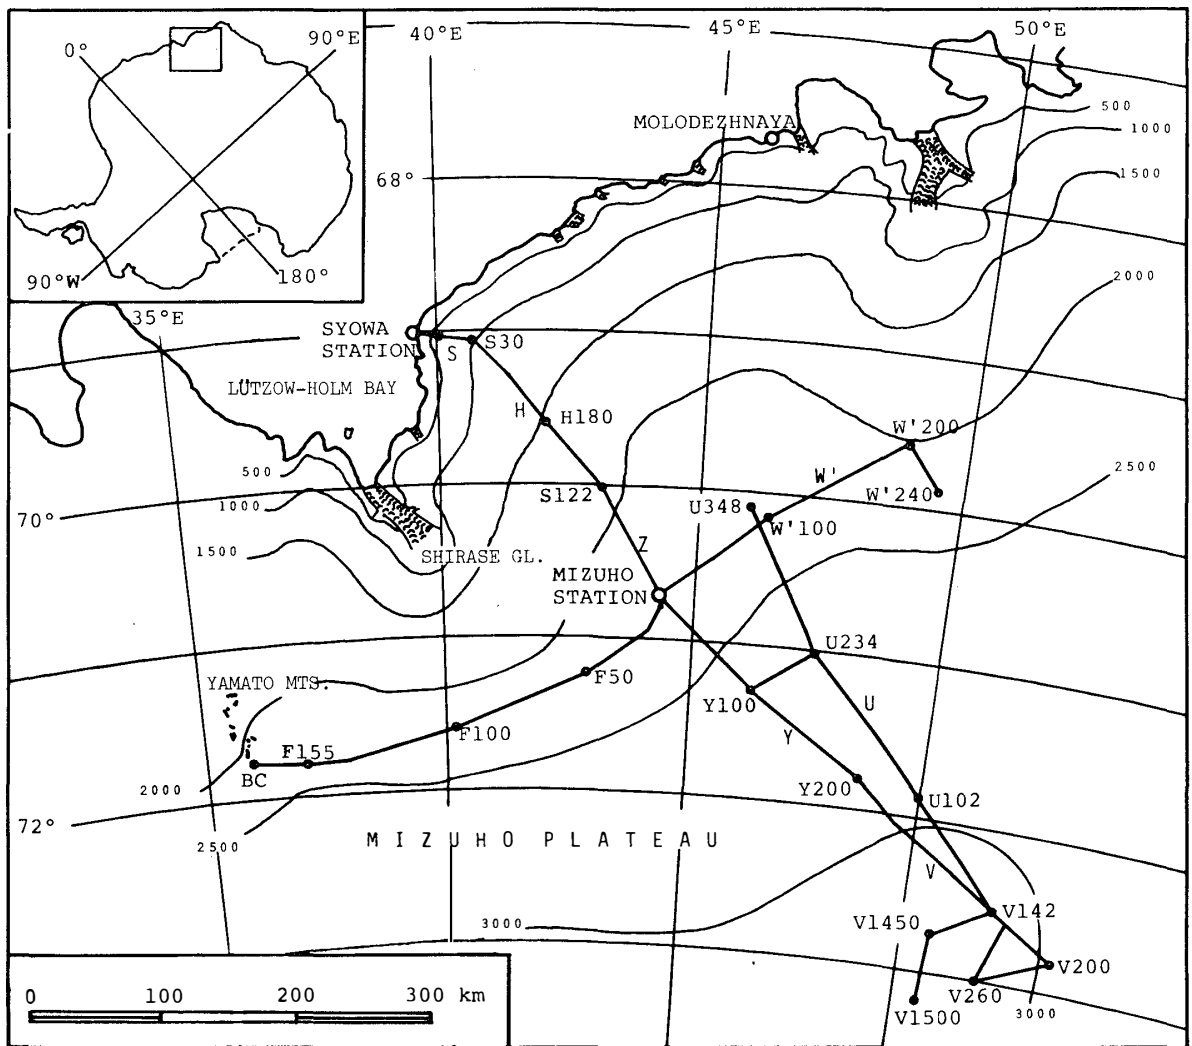 0°
90°E
90°W
180°
40°E
45°E
50°E
500
1000
1500
MOLODEZHNAYA
68°
2000
35°E
SYOWA
STATION
S
S30
LÜTZOW-HOLM BAY
H
H180
W'200
500
S122
W'
W'240
2500
1000
U348
W'100
70°
1500
SHIRASE GL.
Z
MIZUHO
STATION
U234
YAMATO MTS.
F50
Y100
U
F100
Y
F155
BC
2000
Y200
U102
72°
2500
MIZUHO PLATEAU
V
V142
V1450
3000
V200
V260
V1500
3000
0 100 200 300 km